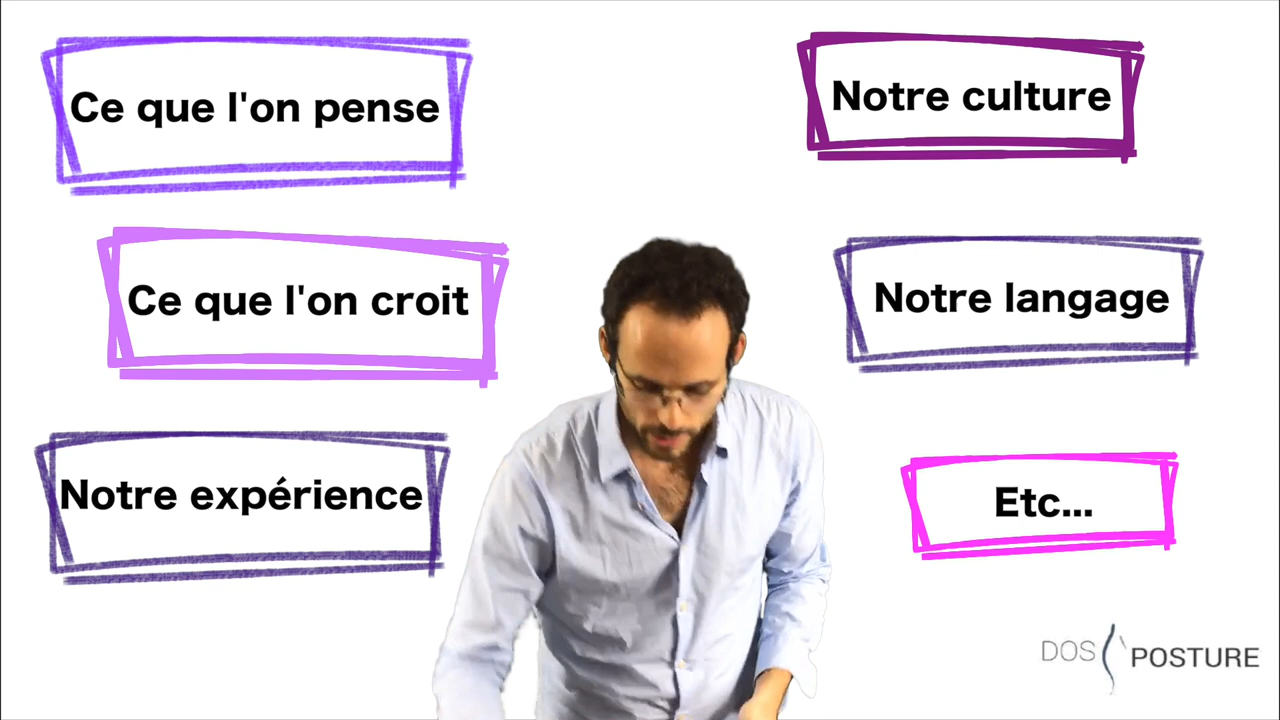 Ce que l'on pense
Ce que l'on croit
Notre expérience
Notre culture
Notre langage
Etc...
DOS POSTURE